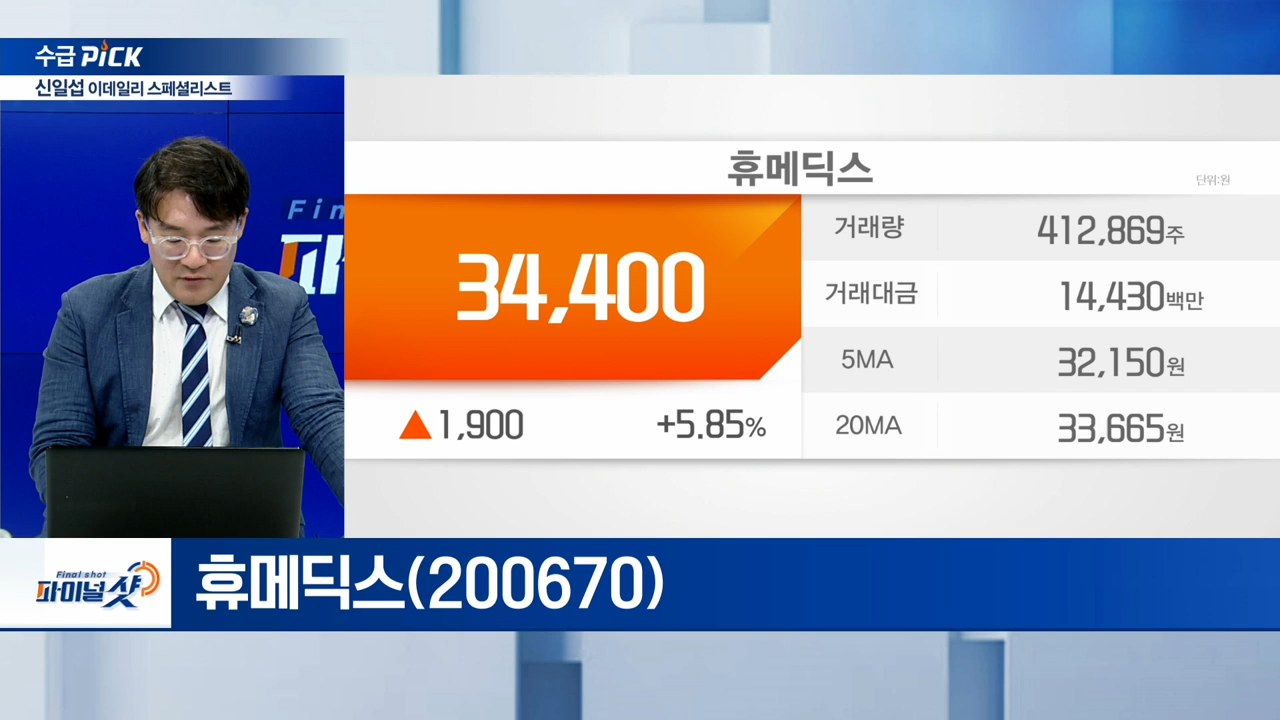 수급 PiCK
신일섭 이데일리 스페셜리스트
Fin
파
휴메딕스
단위:원
34,400
▲1,900 +5.85%
거래량 412,869주
거래대금 14,430백만
5MA 32,150원
20MA 33,665원
Final shot
파이널샷
휴메딕스(200670)